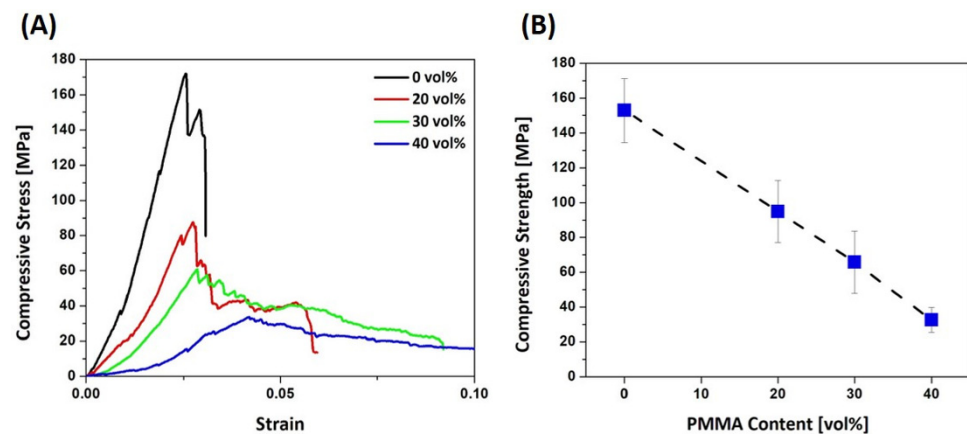 (A)
(B)
Compressive Stress [MPa]
180
160
140
120
100
80
60
40
20
0
0.00
0.05
0.10
Strain
0 vol%
20 vol%
30 vol%
40 vol%
Compressive Strength [MPa]
180
160
140
120
100
80
60
40
20
0
0
10
20
30
40
PMMA Content [vol%]